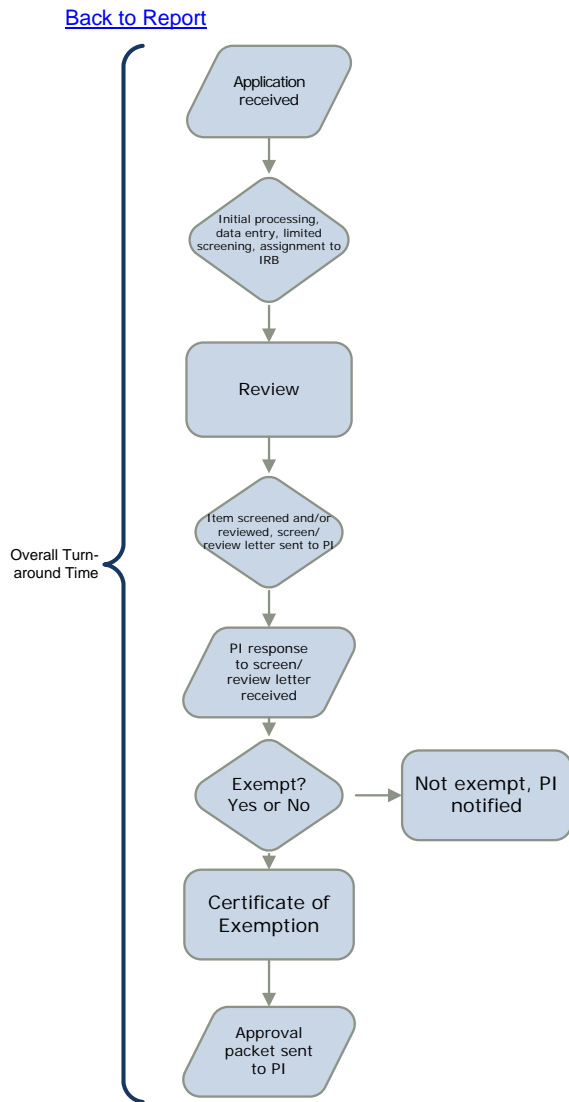 Back to Report
Application
received
Initial processing,
data entry, limited
screening, assignment to
IRB
Review
Item screened and/or
reviewed, screen/
review letter sent to PI
Overall Turn-
around Time
PI response
to screen/
review letter
received
Exempt?
Yes or No
Not exempt, PI
notified
Certificate of
Exemption
Approval
packet sent
to PI